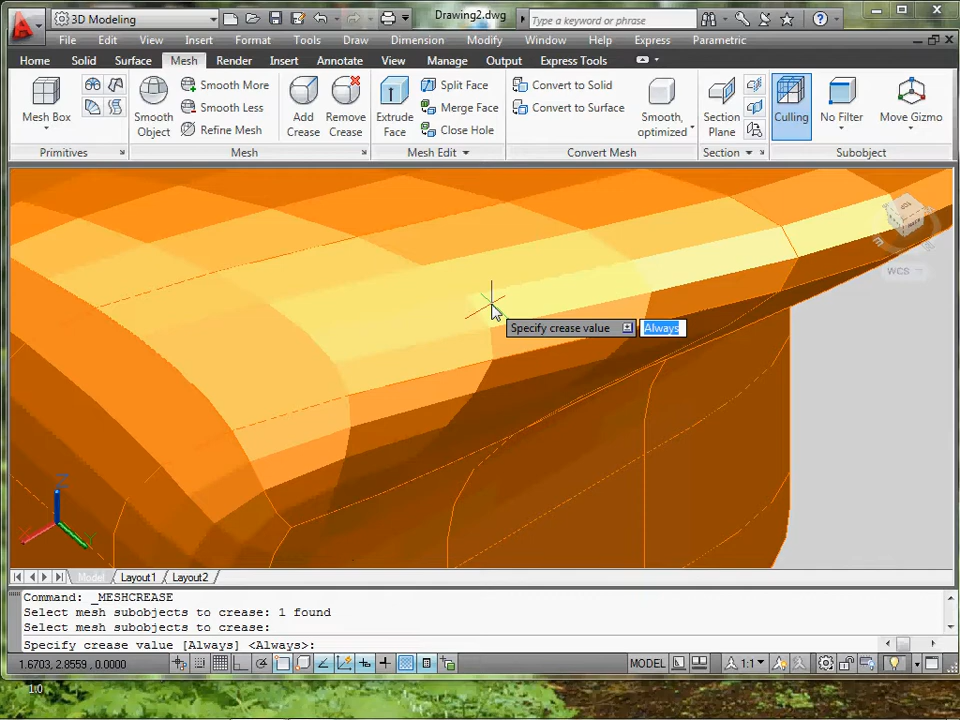 3D Modeling
Drawing2.dwg
Type a keyword or phrase
File Edit View Insert Format Tools Draw Dimension Modify Window Help Express Parametric
Home Solid Surface Mesh Render Insert Annotate View Manage Output Express Tools
Mesh Box
Smooth Object
Smooth More
Smooth Less
Refine Mesh
Add Crease
Remove Crease
Extrude Face
Split Face
Merge Face
Close Hole
Convert to Solid
Convert to Surface
Smooth, optimized
Section Plane
Culling
No Filter
Move Gizmo
Primitives Mesh Mesh Edit Convert Mesh Section Subobject
WCS
Specify crease value Always
Z
Model Layout1 Layout2
Command: _MESHCREASE
Select mesh subobjects to crease: 1 found
Select mesh subobjects to crease:
Specify crease value [Always] <Always>:
1.6703, 2.8559, 0.0000
MODEL
1:1
1.0